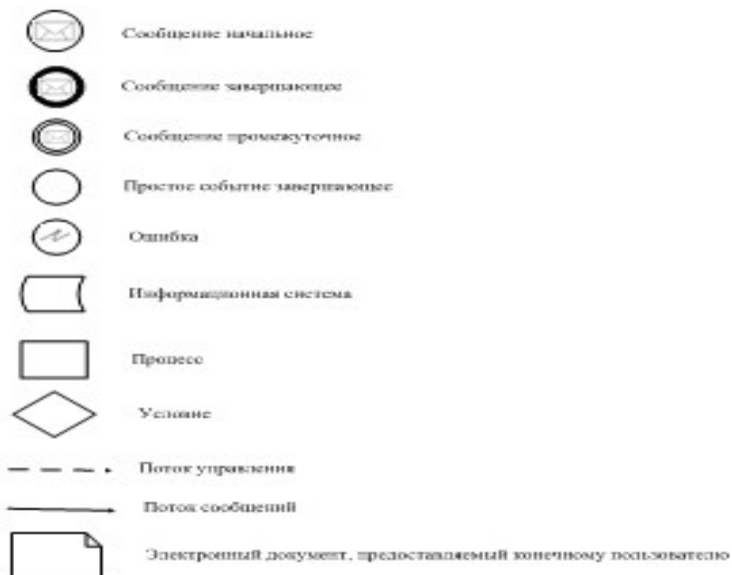 Сообщение начальное
Сообщение завершающее
Сообщение промежуточное
Простое событие завершающее
Ошибка
Информационная система
Процесс
Условие
Поток управления
Поток сообщений
Электронный документ, предоставляемый конечному пользователю